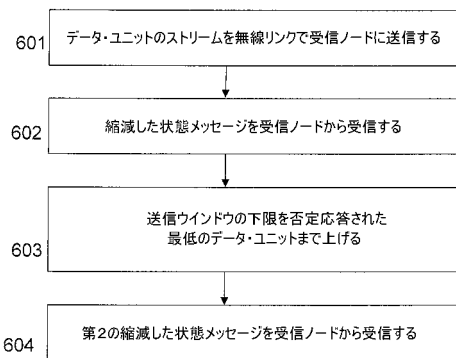 601
データ・ユニットのストリームを無線リンクで受信ノードに送信する
602
縮減した状態メッセージを受信ノードから受信する
603
送信ウインドウの下限を否定応答された
最低のデータ・ユニットまで上げる
604
第2の縮減した状態メッセージを受信ノードから受信する